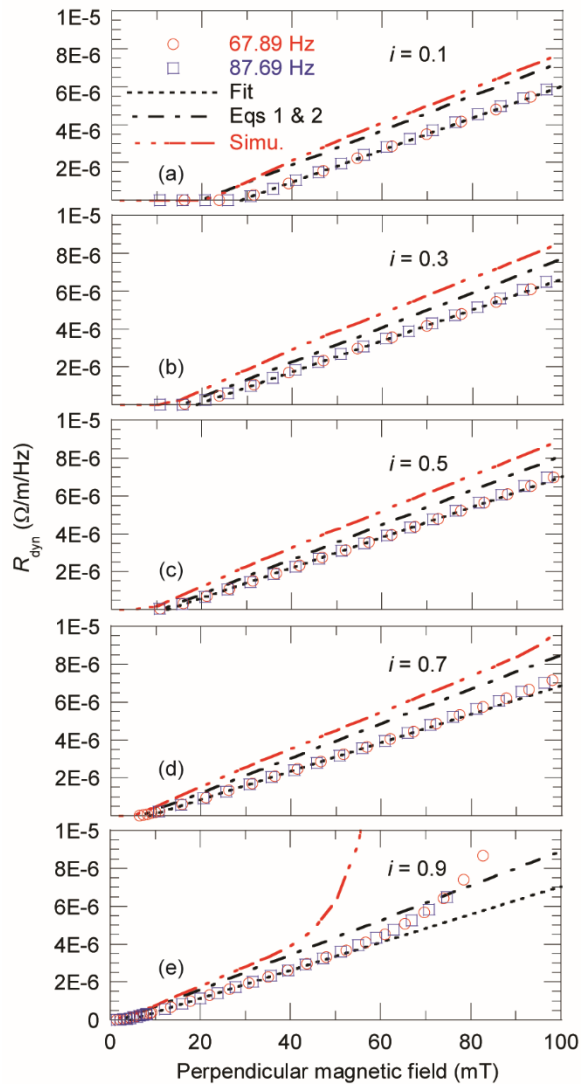 1E-5
67.89 Hz
i = 0.1
8E-6
87.69 Hz
6E-6
Fit
4E-6
Eqs 1 & 2
Simu.
2E-6
(a)
1E-5
8E-6
i = 0.3
6E-6
4E-6
2E-6
(b)
1E-5
8E-6
i = 0.5
6E-6
4E-6
2E-6
(c)
1E-5
8E-6
i = 0.7
6E-6
4E-6
2E-6
(d)
1E-5
8E-6
i = 0.9
6E-6
4E-6
2E-6
(e)
0
0 20 40 60 80 100
Perpendicular magnetic field (mT)
Rdyn (Ω/m/Hz)